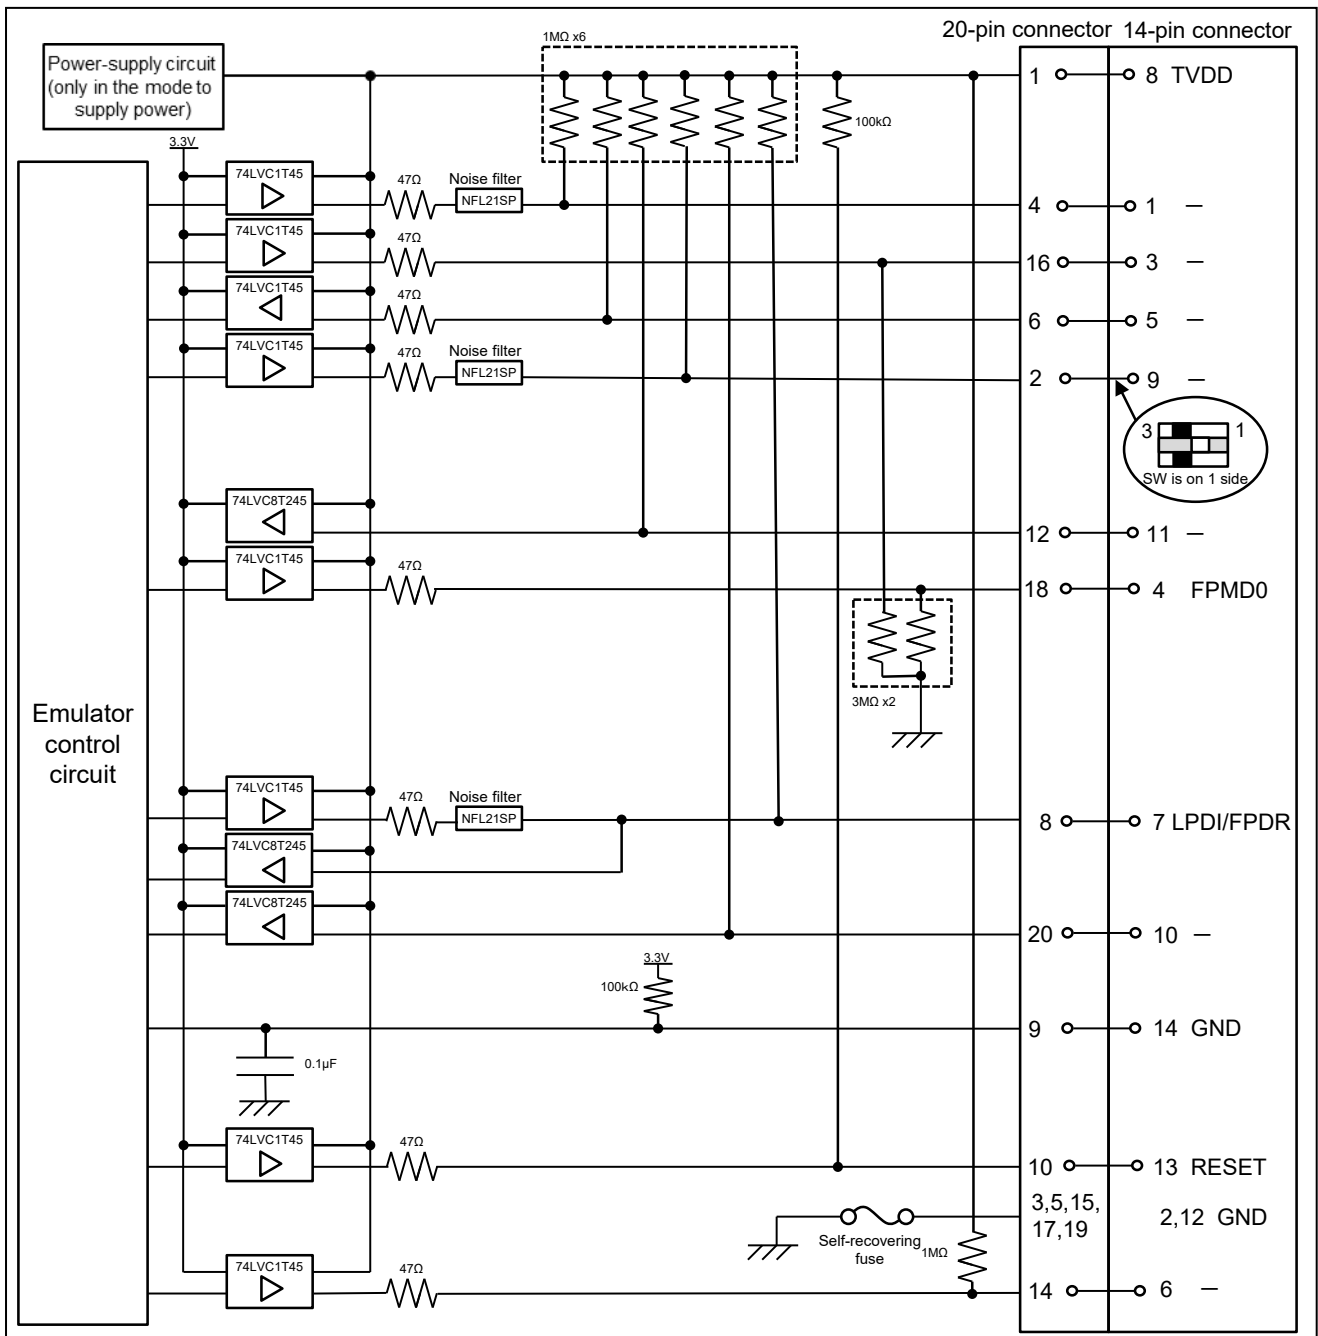 20-pin connector 14-pin connector
1MΩ x6
Power-supply circuit
(only in the mode to
supply power)
1 8 TVDD
100kΩ
3.3V
74LVC1T45
47Ω
Noise filter
NFL21SP
4 1 —
74LVC1T45
47Ω
16 3 —
74LVC1T45
47Ω
6 5 —
74LVC1T45
47Ω
Noise filter
NFL21SP
2 9 —
3 1
SW is on 1 side
74LVC8T245
12 11 —
74LVC1T45
47Ω
18 4 FPMD0
3MΩ x2
Emulator
control
circuit
74LVC1T45
47Ω
Noise filter
NFL21SP
8 7 LPDI/FPDR
74LVC8T245
74LVC8T245
20 10 —
3.3V
100kΩ
9 14 GND
0.1µF
74LVC1T45
47Ω
10 13 RESET
3,5,15,
17,19
2,12 GND
Self-recovering
fuse
1MΩ
74LVC1T45
47Ω
14 6 —